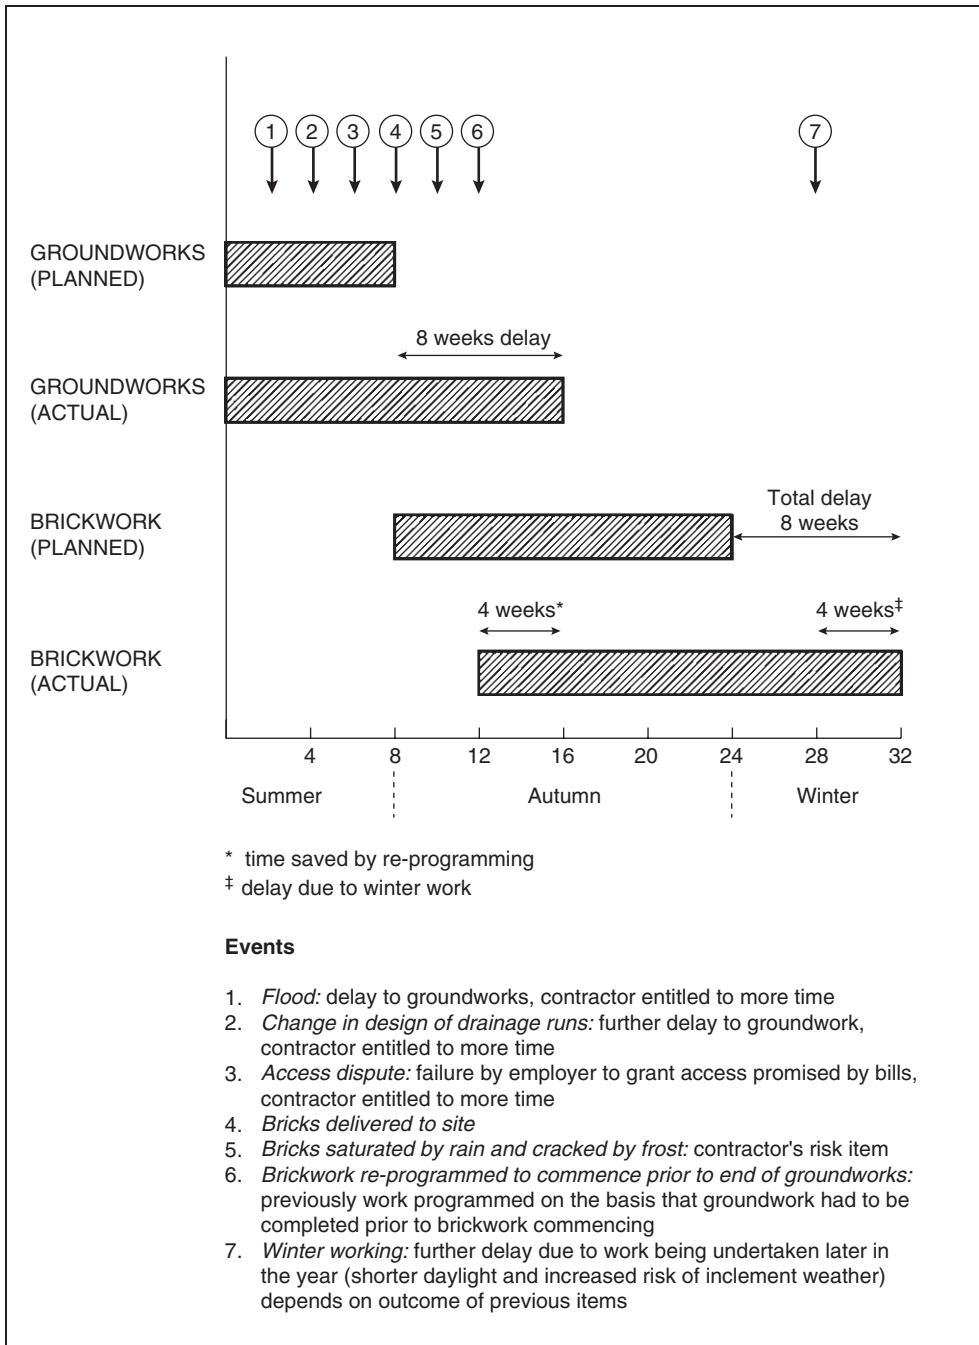 1 2 3 4 5 6 7
GROUNDWORKS
(PLANNED)
8 weeks delay
GROUNDWORKS
(ACTUAL)
BRICKWORK
(PLANNED)
Total delay
8 weeks
4 weeks*
4 weeks‡
BRICKWORK
(ACTUAL)
4 8 12 16 20 24 28 32
Summer Autumn Winter
* time saved by re-programming
‡ delay due to winter work
Events
1. Flood: delay to groundworks, contractor entitled to more time
2. Change in design of drainage runs: further delay to groundwork,
contractor entitled to more time
3. Access dispute: failure by employer to grant access promised by bills,
contractor entitled to more time
4. Bricks delivered to site
5. Bricks saturated by rain and cracked by frost: contractor's risk item
6. Brickwork re-programmed to commence prior to end of groundworks:
previously work programmed on the basis that groundwork had to be
completed prior to brickwork commencing
7. Winter working: further delay due to work being undertaken later in
the year (shorter daylight and increased risk of inclement weather)
depends on outcome of previous items